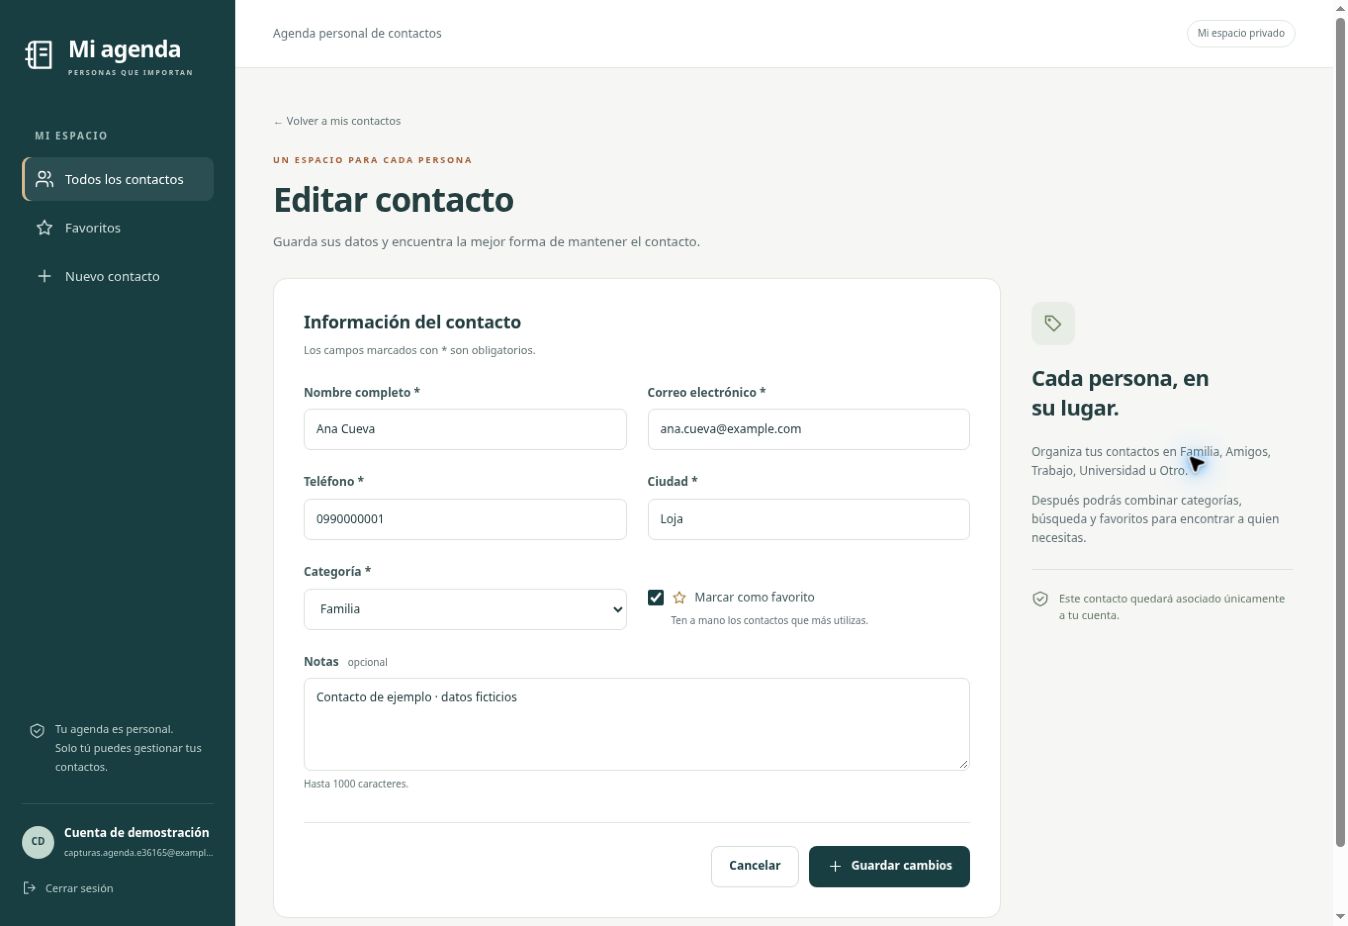 Mi agenda
PERSONAS QUE IMPORTAN
MI ESPACIO
Todos los contactos
Favoritos
Nuevo contacto
Tu agenda es personal.
Solo tú puedes gestionar tus
contactos.
CD
Cuenta de demostración
capturas.agenda.e36165@exampl...
Cerrar sesión
Agenda personal de contactos
Mi espacio privado
← Volver a mis contactos
UN ESPACIO PARA CADA PERSONA
Editar contacto
Guarda sus datos y encuentra la mejor forma de mantener el contacto.
Información del contacto
Los campos marcados con * son obligatorios.
Nombre completo *
Ana Cueva
Correo electrónico *
ana.cueva@example.com
Teléfono *
0990000001
Ciudad *
Loja
Categoría *
Familia
Marcar como favorito
Ten a mano los contactos que más utilizas.
Notas opcional
Contacto de ejemplo · datos ficticios
Hasta 1000 caracteres.
Cancelar
Guardar cambios
Cada persona, en
su lugar.
Organiza tus contactos en Familia, Amigos,
Trabajo, Universidad u Otro.
Después podrás combinar categorías,
búsqueda y favoritos para encontrar a quien
necesitas.
Este contacto quedará asociado únicamente
a tu cuenta.